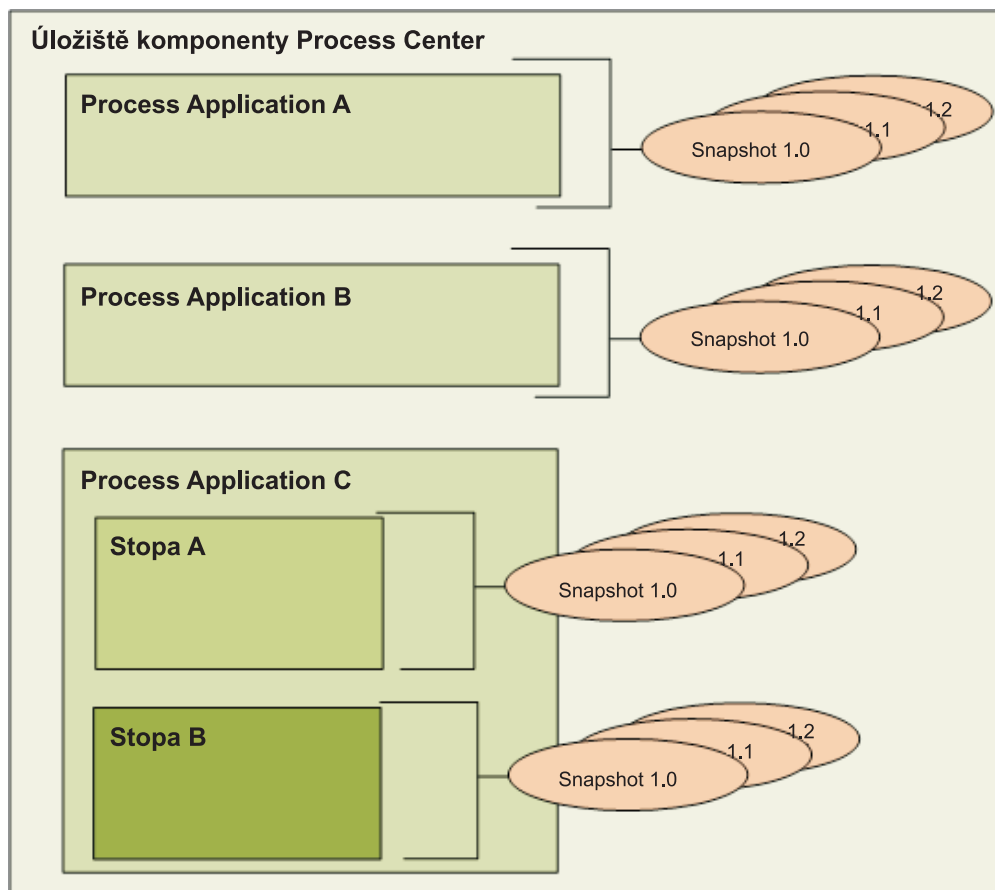 Úložiště komponenty Process Center
Process Application A
Snapshot 1.0
1.1
1.2
Process Application B
Snapshot 1.0
1.1
1.2
Process Application C
Stopa A
Snapshot 1.0
1.1
1.2
Stopa B
Snapshot 1.0
1.1
1.2